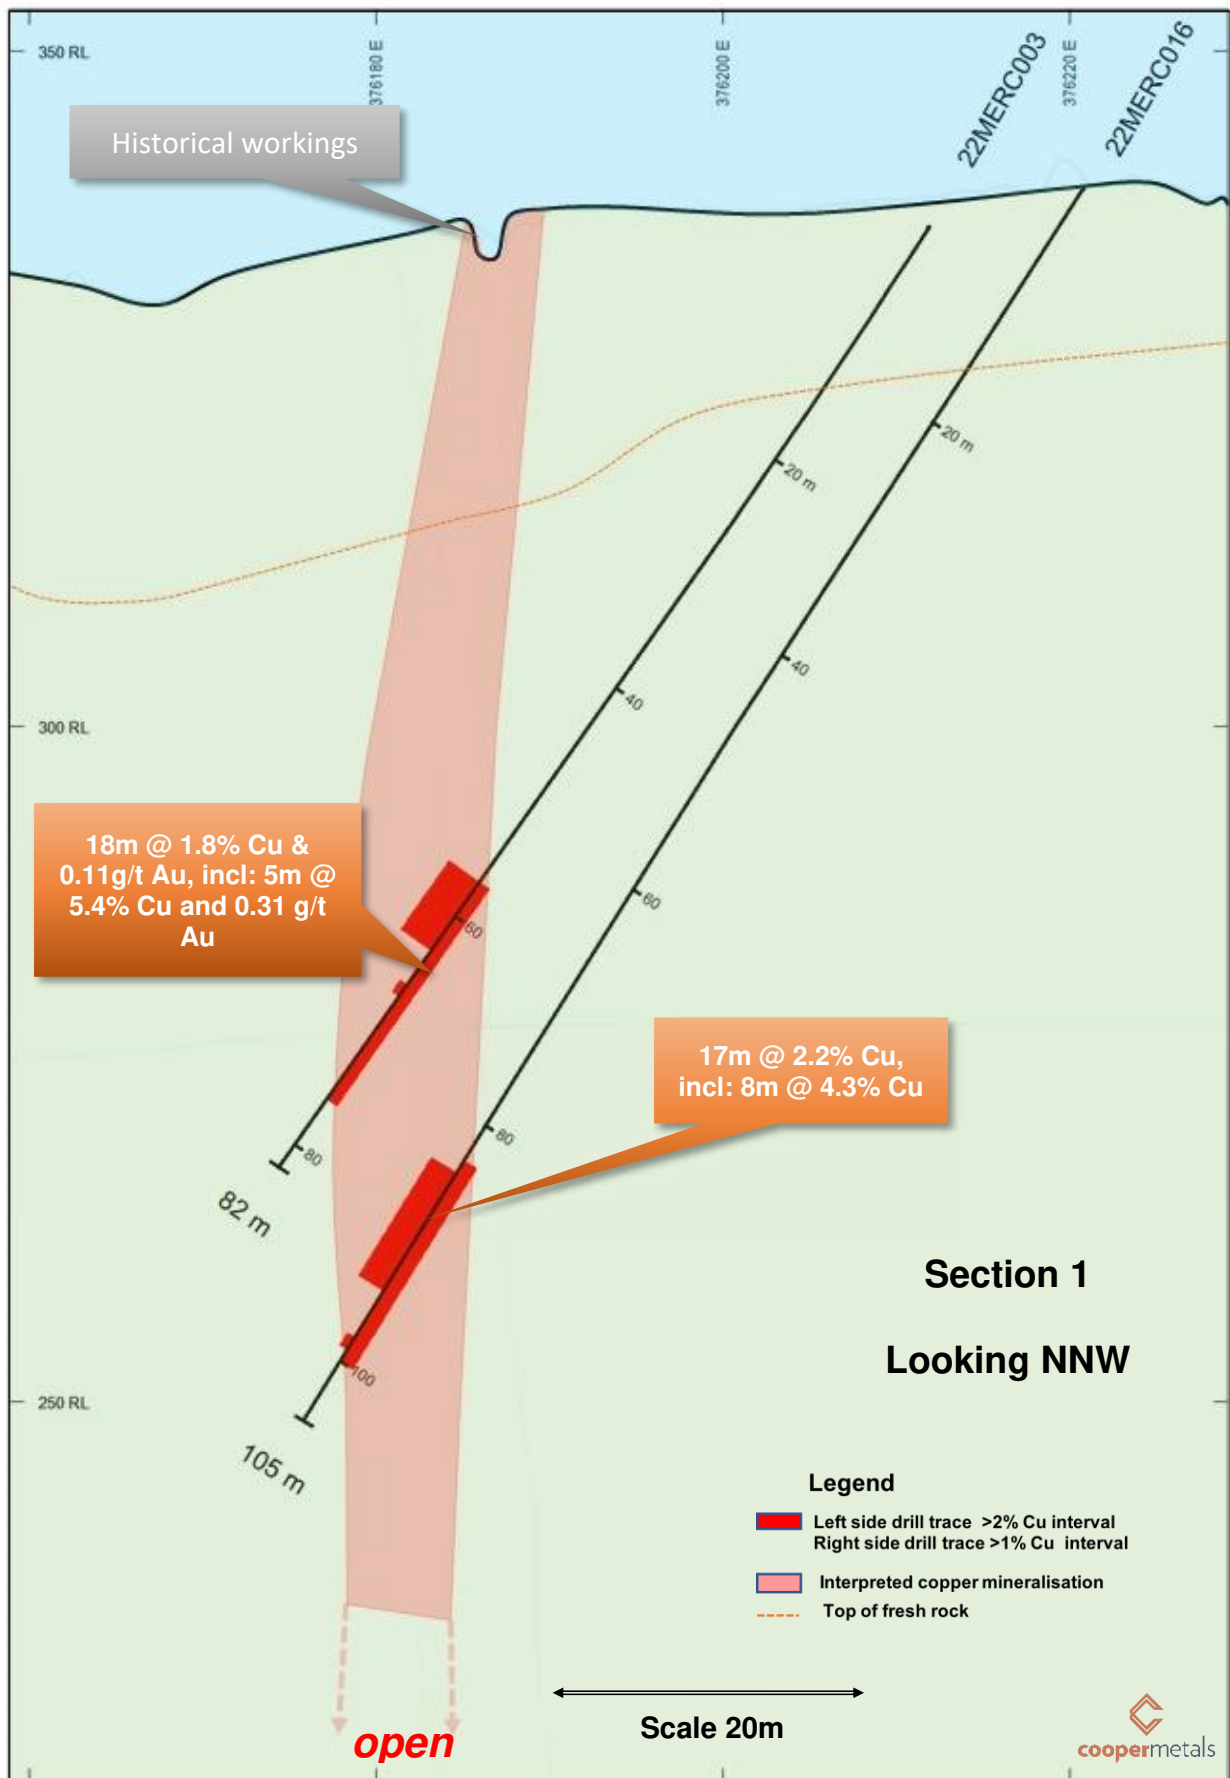 350 RL
376180 E
376200 E
376220 E
22MERC003
22MERC016
Historical workings
20 m
20 m
40
40
300 RL
18m @ 1.8% Cu &
0.11g/t Au, incl: 5m @
5.4% Cu and 0.31 g/t
Au
60
60
17m @ 2.2% Cu,
incl: 8m @ 4.3% Cu
80
80
82 m
Section 1
Looking NNW
100
250 RL
105 m
Legend
Left side drill trace >2% Cu interval
Right side drill trace >1% Cu interval
Interpreted copper mineralisation
Top of fresh rock
Scale 20m
open
coopermetals